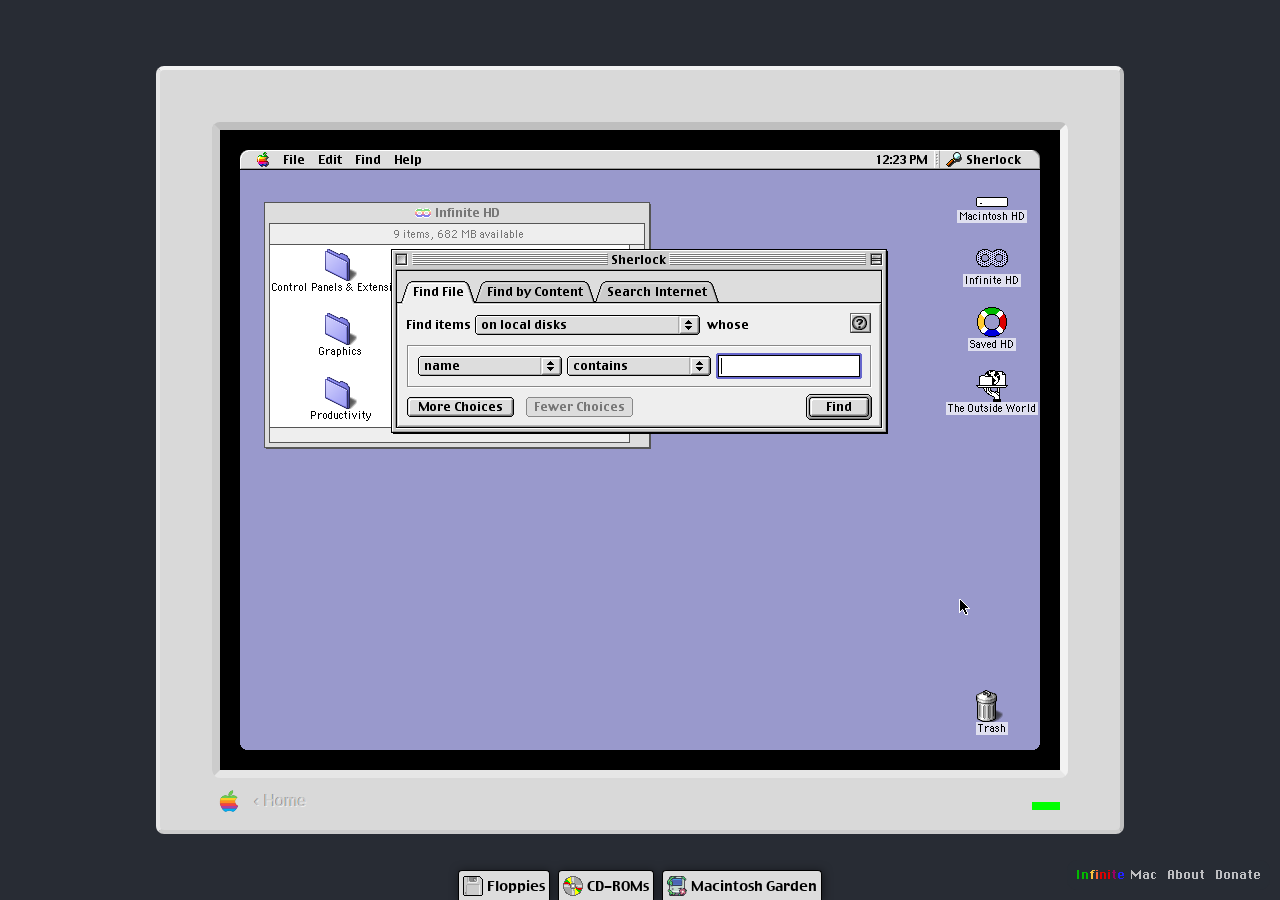 File Edit Find Help 12:23 PM Sherlock
Infinite HD
9 items, 682 MB available
Control Panels & Extensi
Graphics
Productivity
Sherlock
Find File Find by Content Search Internet
Find items on local disks whose ?
name contains
More Choices Fewer Choices Find
Macintosh HD
Infinite HD
Saved HD
The Outside World
Trash
‹ Home
Floppies CD-ROMs Macintosh Garden
Infinite Mac About Donate